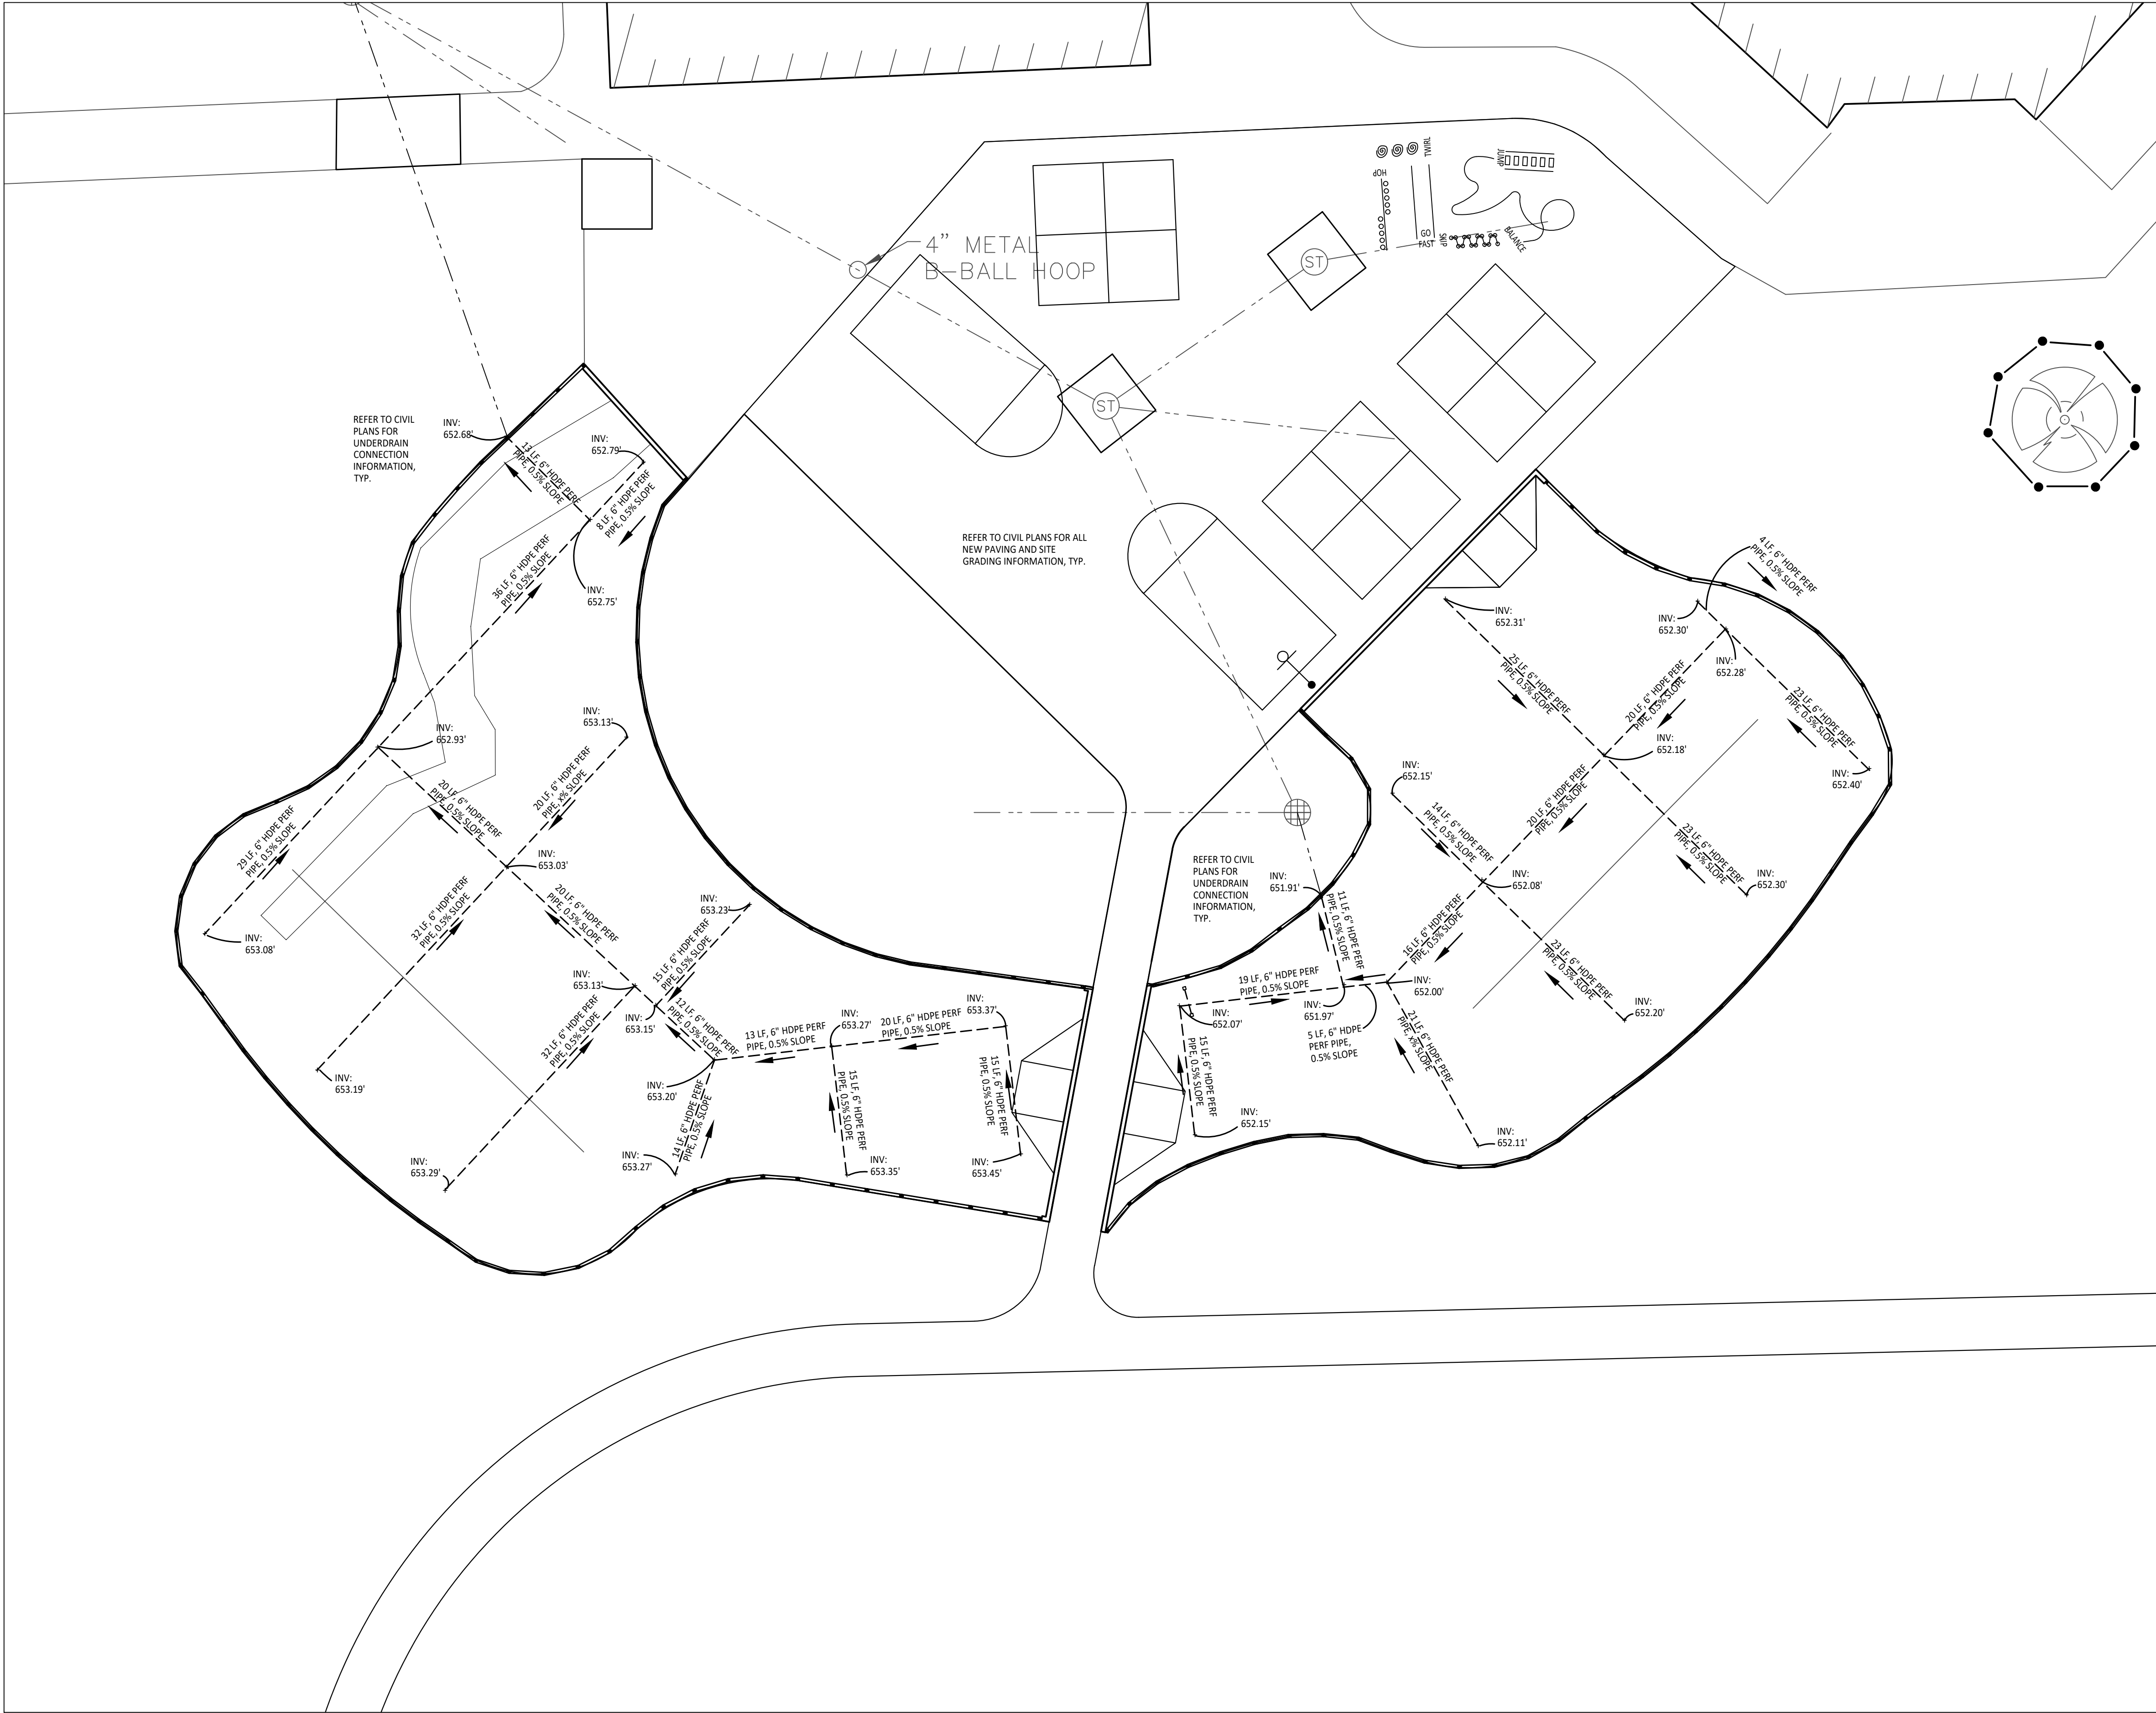 4” METAL
B-BALL HOOP
TWIRL
HOP
JUMP
GO
FAST
SKIP
BALANCE
ST
ST
REFER TO CIVIL
PLANS FOR
UNDERDRAIN
CONNECTION
INFORMATION,
TYP.
INV:
652.68'
INV:
652.79'
13 LF, 6" HDPE PERF
PIPE, 0.5% SLOPE
8 LF, 6" HDPE PERF
PIPE, 0.5% SLOPE
36 LF, 6" HDPE PERF
PIPE, 0.5% SLOPE
INV:
652.75'
REFER TO CIVIL PLANS FOR ALL
NEW PAVING AND SITE
GRADING INFORMATION, TYP.
INV:
652.93'
INV:
653.13'
20 LF, 6" HDPE PERF
PIPE, 0.5% SLOPE
20 LF, 6" HDPE PERF
PIPE, x% SLOPE
29 LF, 6" HDPE PERF
PIPE, 0.5% SLOPE
INV:
653.03'
INV:
653.08'
32 LF, 6" HDPE PERF
PIPE, 0.5% SLOPE
20 LF, 6" HDPE PERF
PIPE, 0.5% SLOPE
INV:
653.23'
15 LF, 6" HDPE PERF
PIPE, 0.5% SLOPE
INV:
653.13'
INV:
653.15'
12 LF, 6" HDPE PERF
PIPE, 0.5% SLOPE
32 LF, 6" HDPE PERF
PIPE, 0.5% SLOPE
INV:
653.19'
13 LF, 6" HDPE PERF
PIPE, 0.5% SLOPE
INV:
653.27'
20 LF, 6" HDPE PERF
PIPE, 0.5% SLOPE
INV:
653.37'
INV:
653.20'
14 LF, 6" HDPE PERF
PIPE, 0.5% SLOPE
15 LF, 6" HDPE PERF
PIPE, 0.5% SLOPE
15 LF, 6" HDPE PERF
PIPE, 0.5% SLOPE
INV:
653.29'
INV:
653.27'
INV:
653.35'
INV:
653.45'
4 LF, 6" HDPE PERF
PIPE, 0.5% SLOPE
INV:
652.31'
INV:
652.30'
INV:
652.28'
25 LF, 6" HDPE PERF
PIPE, 0.5% SLOPE
20 LF, 6" HDPE PERF
PIPE, 0.5% SLOPE
23 LF, 6" HDPE PERF
PIPE, 0.5% SLOPE
INV:
652.18'
INV:
652.40'
INV:
652.15'
14 LF, 6" HDPE PERF
PIPE, 0.5% SLOPE
20 LF, 6" HDPE PERF
PIPE, 0.5% SLOPE
23 LF, 6" HDPE PERF
PIPE, 0.5% SLOPE
INV:
652.30'
INV:
652.08'
REFER TO CIVIL
PLANS FOR
UNDERDRAIN
CONNECTION
INFORMATION,
TYP.
INV:
651.91'
11 LF, 6" HDPE PERF
PIPE, 0.5% SLOPE
16 LF, 6" HDPE PERF
PIPE, 0.5% SLOPE
23 LF, 6" HDPE PERF
PIPE, 0.5% SLOPE
INV:
652.20'
19 LF, 6" HDPE PERF
PIPE, 0.5% SLOPE
INV:
652.07'
INV:
651.97'
INV:
652.00'
5 LF, 6" HDPE
PERF PIPE,
0.5% SLOPE
21 LF, 6" HDPE PERF
PIPE, x% SLOPE
15 LF, 6" HDPE PERF
PIPE, 0.5% SLOPE
INV:
652.15'
INV:
652.11'